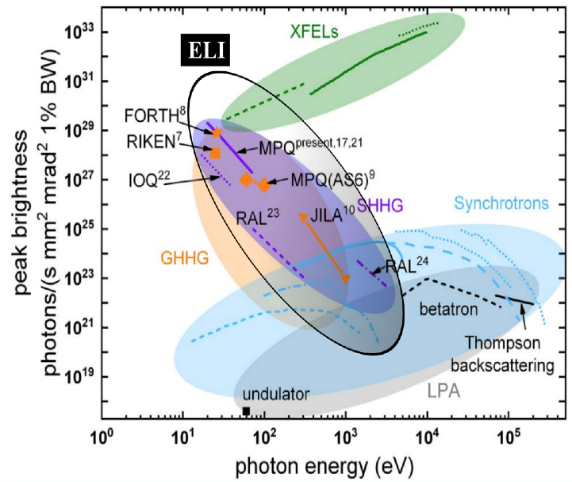 10^33
10^31
10^29
10^27
10^25
10^23
10^21
10^19
peak brightness
photons/(s mm^2 mrad^2 1% BW)
XFELs
ELI
FORTH^8
RIKEN^7
MPQ^present,17,21
IOQ^22
MPQ(AS6)^9
RAL^23
JILA^10
SHHG
Synchrotrons
GHHG
RAL^24
betatron
Thompson
backscattering
LPA
undulator
10^0
10^1
10^2
10^3
10^4
10^5
photon energy (eV)